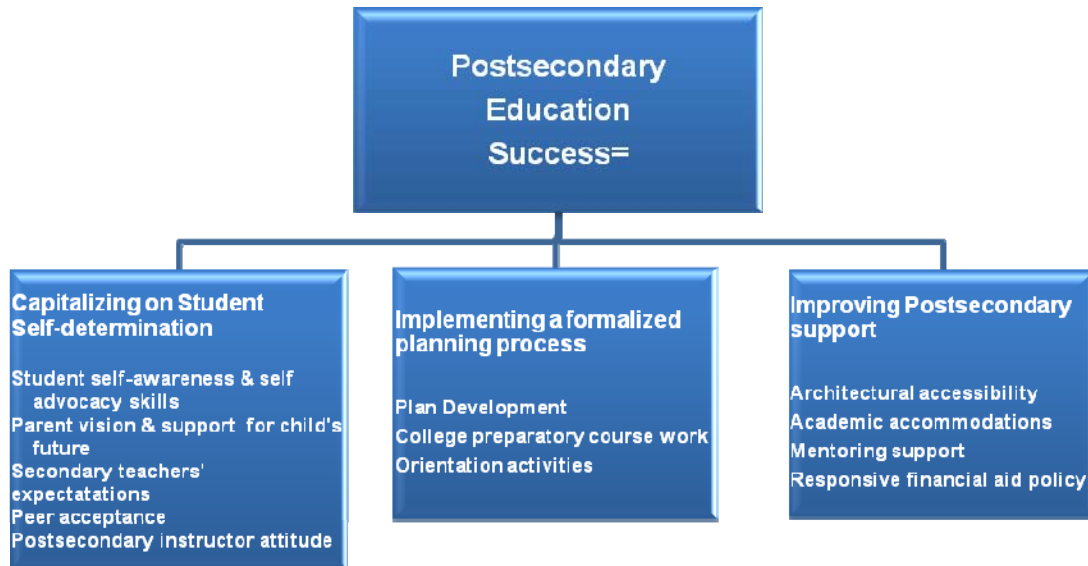 Postsecondary
Education
Success=
Capitalizing on Student
Self-determination
Student self-awareness & self
advocacy skills
Parent vision & support for child's
future
Secondary teachers'
expectatations
Peer acceptance
Postsecondary instructor attitude
Implementing a formalized
planning process
Plan Development
College preparatory course work
Orientation activities
Improving Postsecondary
support
Architectural accessibility
Academic accommodations
Mentoring support
Responsive financial aid policy